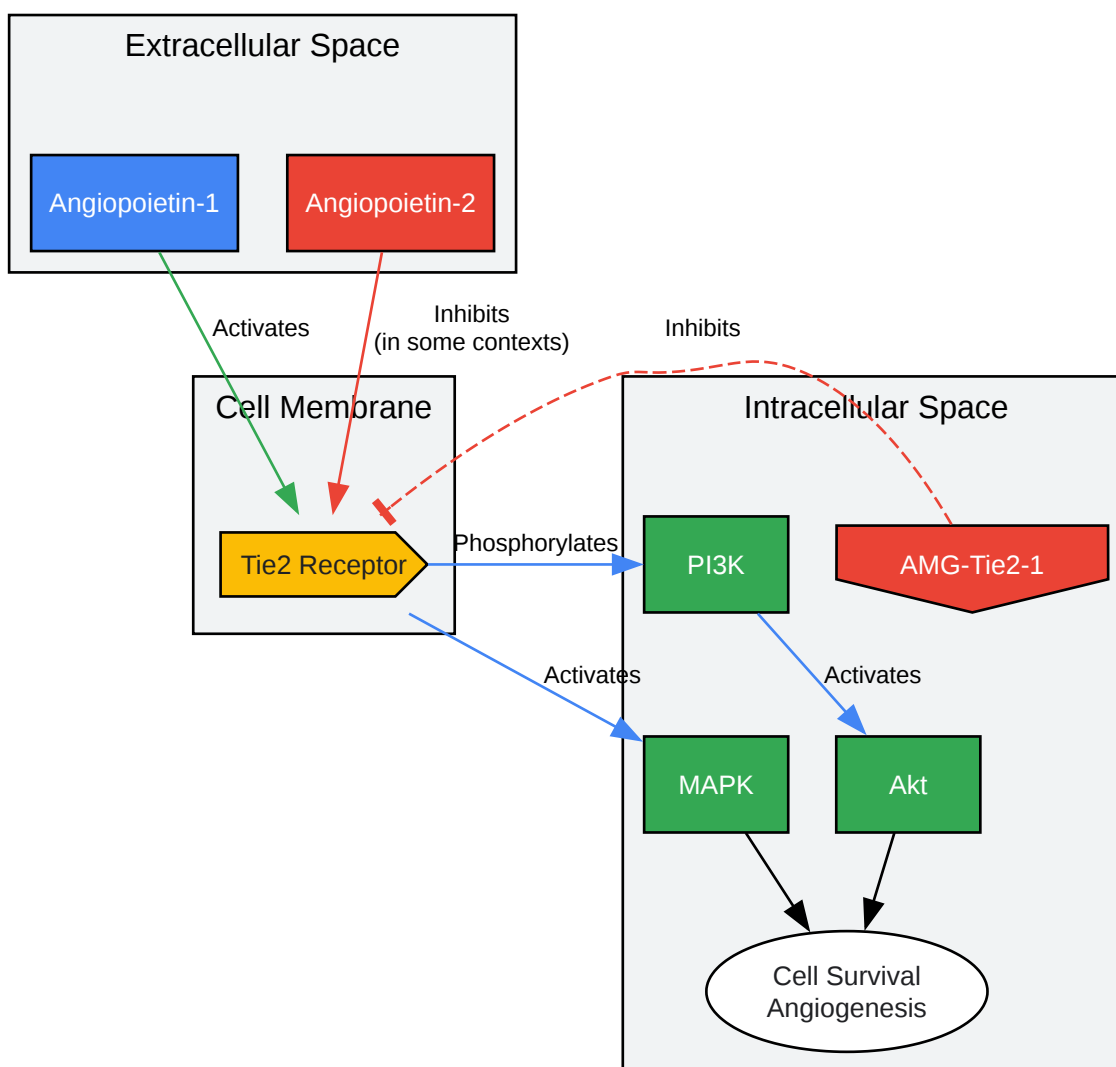 Extracellular Space
Angiopoietin-1
Angiopoietin-2
Activates
Inhibits
(in some contexts)
Inhibits
Cell Membrane
Intracellular Space
Tie2 Receptor
Phosphorylates
PI3K
AMG-Tie2-1
Activates
Activates
MAPK
Akt
Cell Survival
Angiogenesis